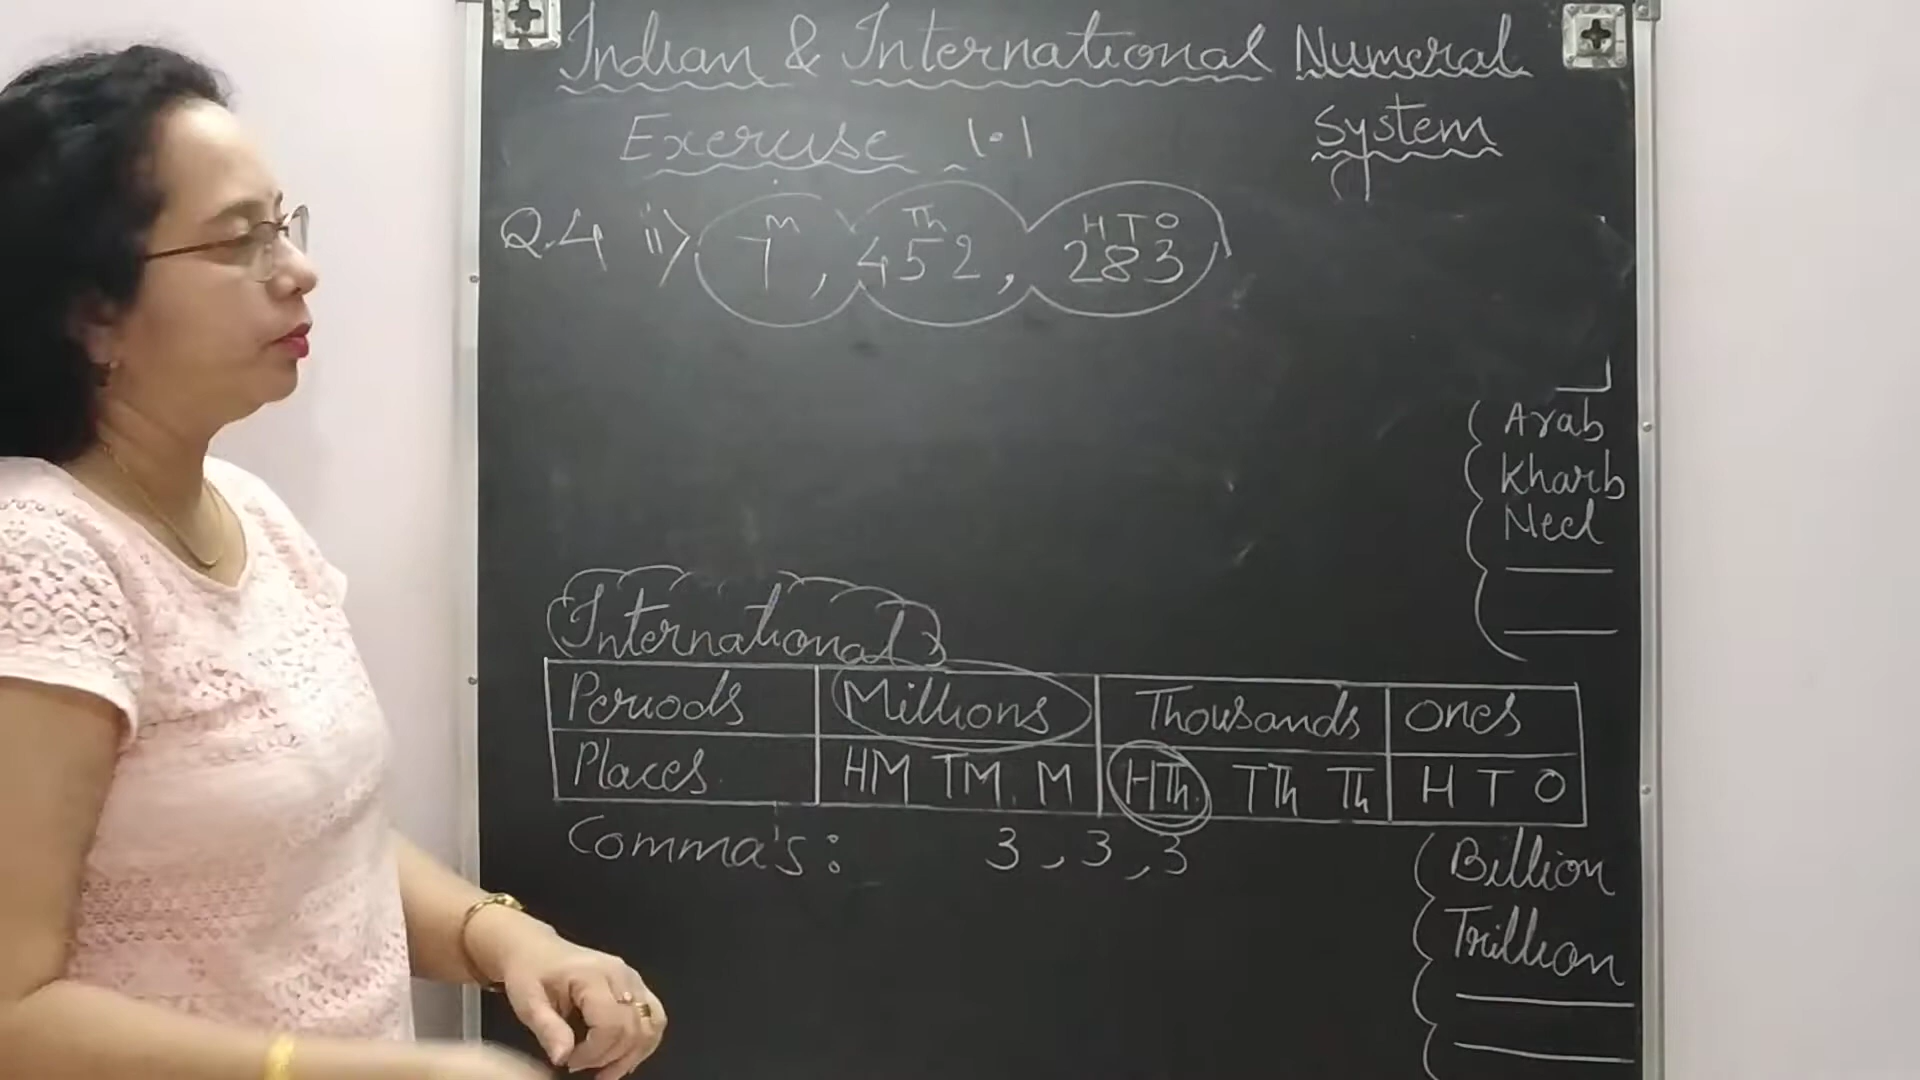 Indian & International Numeral
System
Exercise 1.1
Q.4 ii) 7, 452, 283
M Th H T O
Arab
Kharb
Neel
International
Periods Millions Thousands Ones
Places HM TM M HTh TTh Th H T O
Comma's: 3,3,3
Billion
Trillion